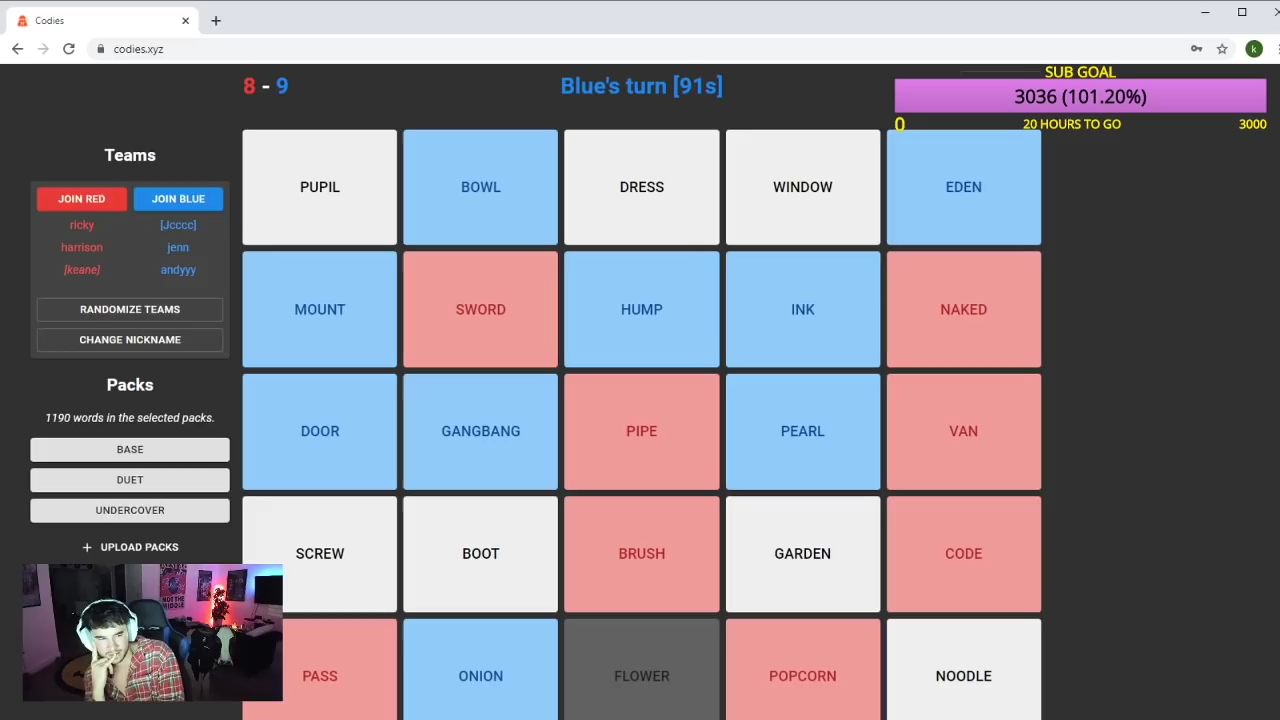 Codies
codies.xyz
k
8 - 9
Blue's turn [91s]
SUB GOAL
3036 (101.20%)
0
20 HOURS TO GO
3000
Teams
JOIN RED
JOIN BLUE
ricky
[Jcccc]
harrison
jenn
[keane]
andyyy
RANDOMIZE TEAMS
CHANGE NICKNAME
Packs
1190 words in the selected packs.
BASE
DUET
UNDERCOVER
+ UPLOAD PACKS
PUPIL
BOWL
DRESS
WINDOW
EDEN
MOUNT
SWORD
HUMP
INK
NAKED
DOOR
GANGBANG
PIPE
PEARL
VAN
SCREW
BOOT
BRUSH
GARDEN
CODE
PASS
ONION
FLOWER
POPCORN
NOODLE